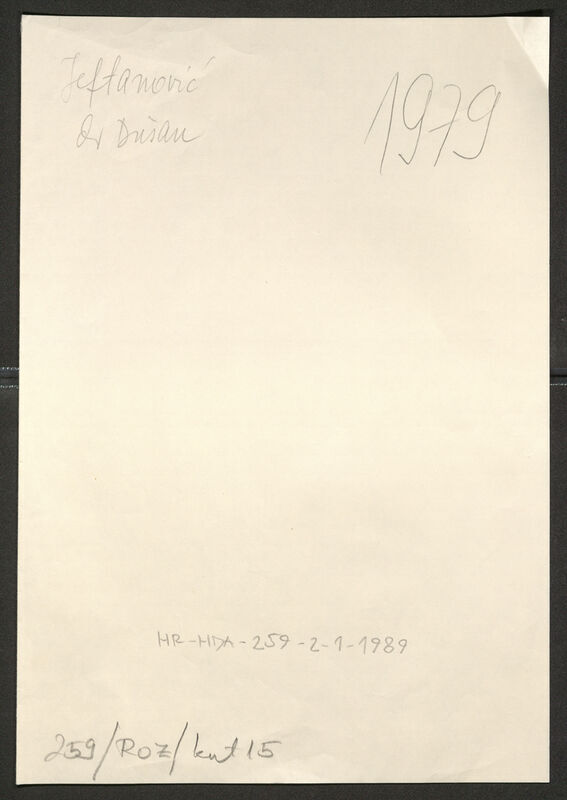 Jeftanović
dr Dušan
1979
HR-HDA-259-2-1-1989
259/ROZ/kut 15